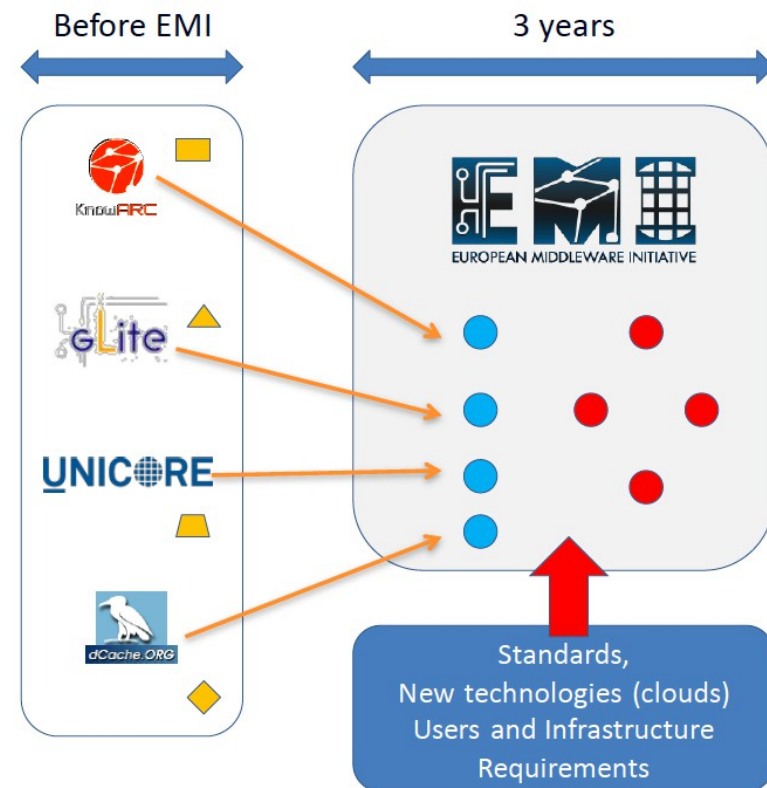 Before EMI
3 years
KnowARC
gLite
UNICORE
dCache.ORG
EMI
EUROPEAN MIDDLEWARE INITIATIVE
Standards,
New technologies (clouds)
Users and Infrastructure
Requirements